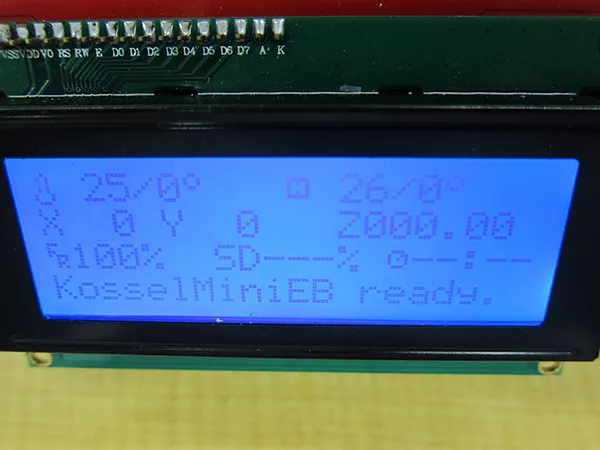 VSS VDD V0 RS RW E D0 D1 D2 D3 D4 D5 D6 D7 A K
25/0° 26/0°
X 0 Y 0 Z000.00
100% SD---% --:--
KosselMiniEB ready.